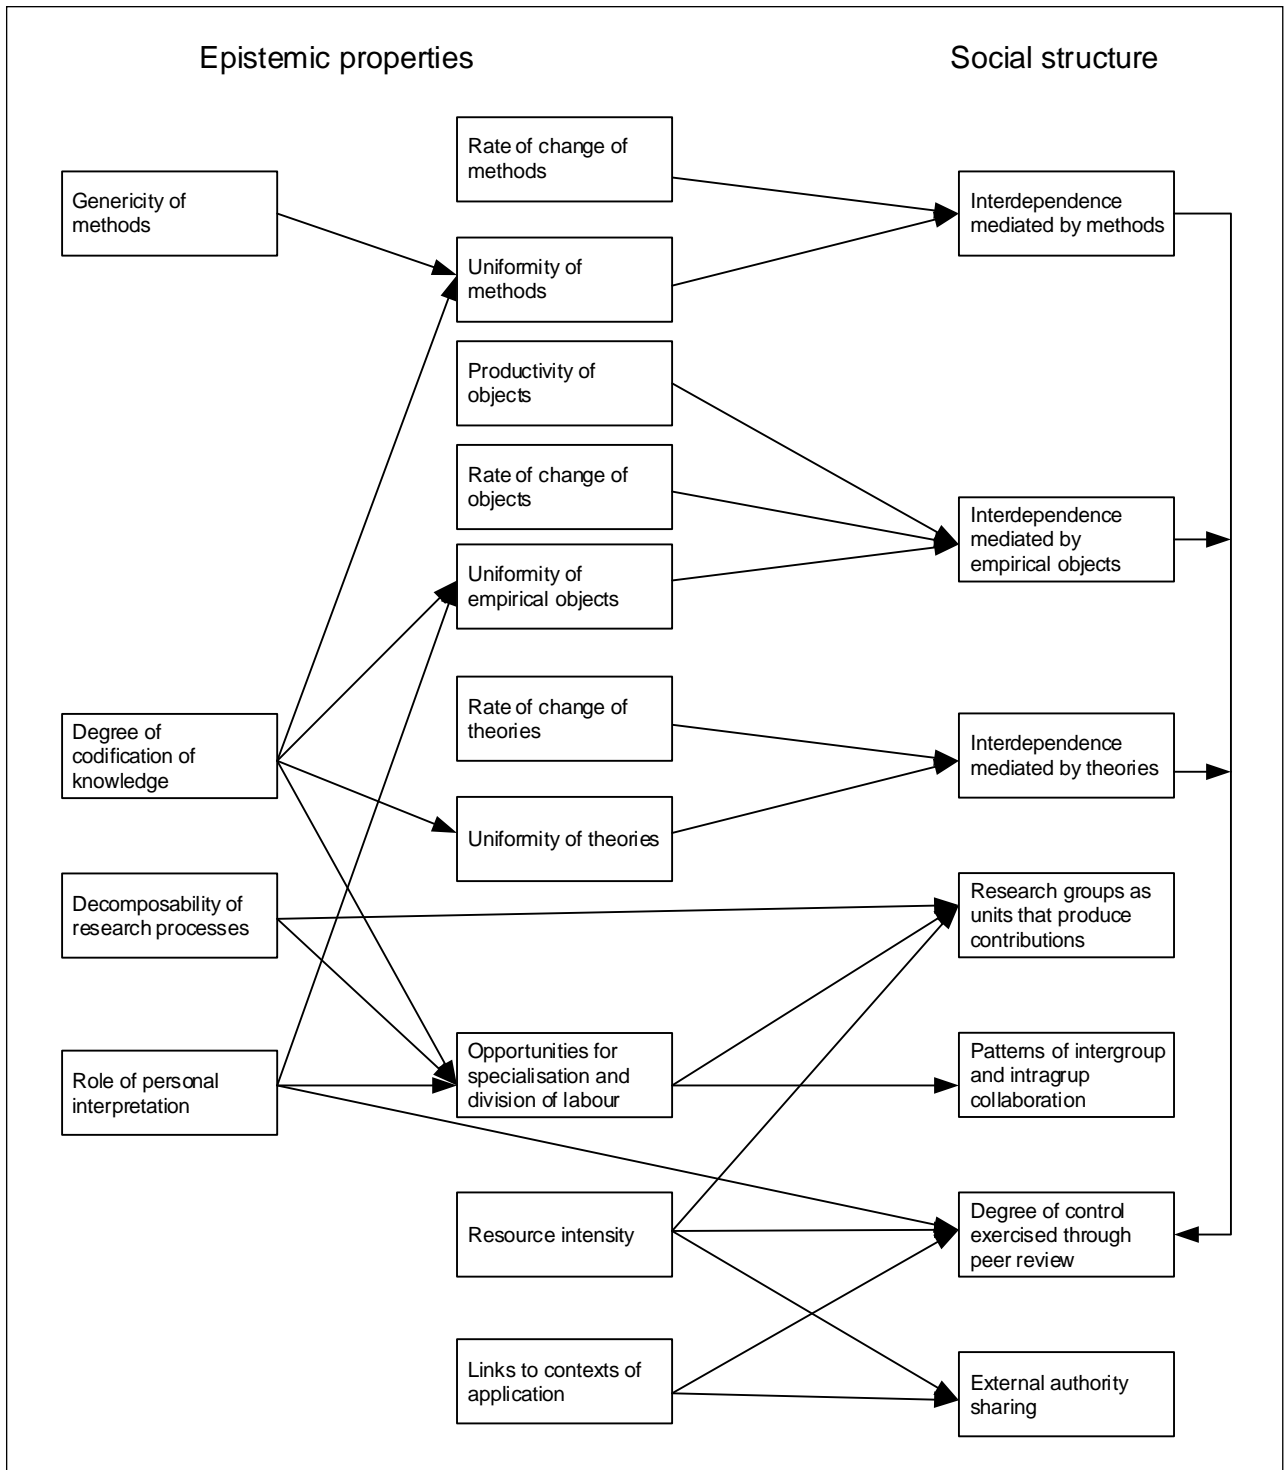 Epistemic properties
Social structure
Genericity of
methods
Degree of
codification of
knowledge
Decomposability of
research processes
Role of personal
interpretation
Rate of change of
methods
Uniformity of
methods
Productivity of
objects
Rate of change of
objects
Uniformity of
empirical objects
Rate of change of
theories
Uniformity of theories
Opportunities for
specialisation and
division of labour
Resource intensity
Links to contexts of
application
Interdependence
mediated by methods
Interdependence
mediated by
empirical objects
Interdependence
mediated by theories
Research groups as
units that produce
contributions
Patterns of intergroup
and intragrup
collaboration
Degree of control
exercised through
peer review
External authority
sharing